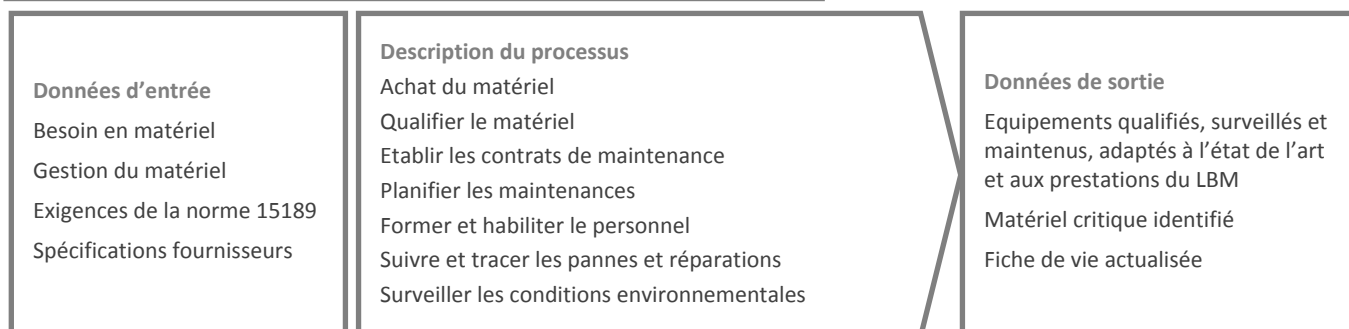 Données d’entrée
Besoin en matériel
Gestion du matériel
Exigences de la norme 15189
Spécifications fournisseurs
Description du processus
Achat du matériel
Qualifier le matériel
Etablir les contrats de maintenance
Planifier les maintenances
Former et habiliter le personnel
Suivre et tracer les pannes et réparations
Surveiller les conditions environnementales
Données de sortie
Equipements qualifiés, surveillés et
maintenus, adaptés à l’état de l’art
et aux prestations du LBM
Matériel critique identifié
Fiche de vie actualisée